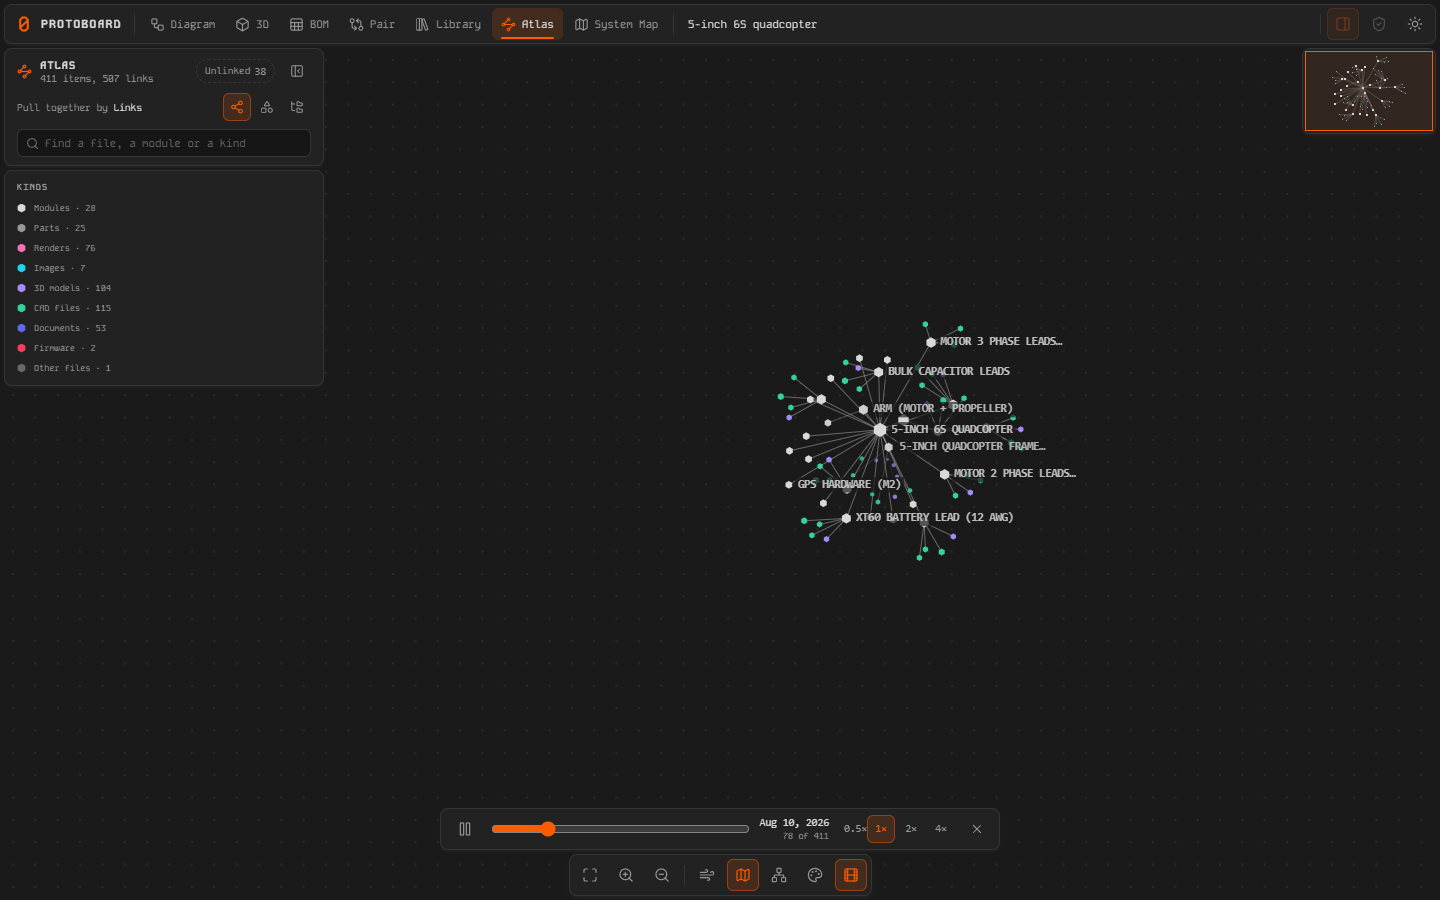 PROTOBOARD
Diagram
3D
BOM
Pair
Library
Atlas
System Map
5-inch 6S quadcopter
ATLAS
411 items, 507 links
Unlinked 38
Pull together by Links
Find a file, a module or a kind
KINDS
Modules · 28
Parts · 25
Renders · 76
Images · 7
3D models · 104
CAD files · 115
Documents · 53
Firmware · 2
Other files · 1
MOTOR 3 PHASE LEADS…
BULK CAPACITOR LEADS
ARM (MOTOR + PROPELLER)
5-INCH 6S QUADCOPTER
5-INCH QUADCOPTER FRAME…
MOTOR 2 PHASE LEADS…
GPS HARDWARE (M2)
XT60 BATTERY LEAD (12 AWG)
Aug 10, 2026
78 of 411
0.5×
1×
2×
4×